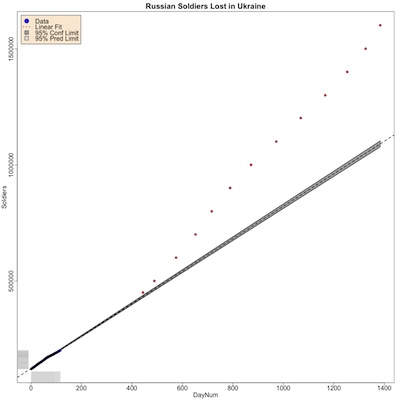 Russian Soldiers Lost in Ukraine
Data
Linear Fit
95% Conf Limit
95% Pred Limit
Soldiers
1500000
1000000
500000
0
200
400
600
800
1000
1200
1400
DayNum